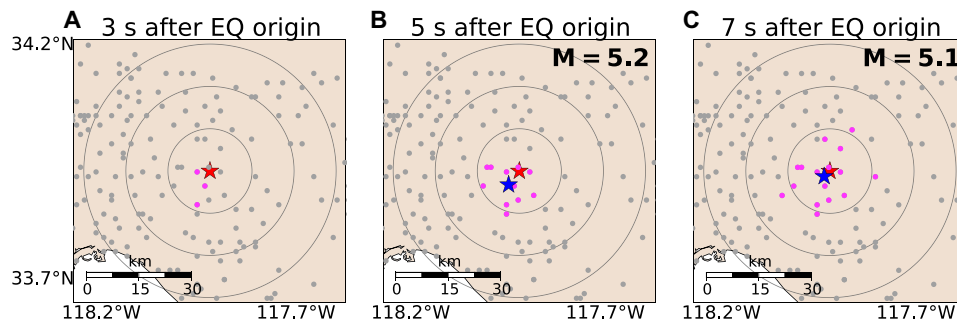 A
3 s after EQ origin
34.2°N
33.7°N
km
0 15 30
118.2°W 117.7°W
B
5 s after EQ origin
M = 5.2
km
0 15 30
118.2°W 117.7°W
C
7 s after EQ origin
M = 5.1
km
0 15 30
118.2°W 117.7°W